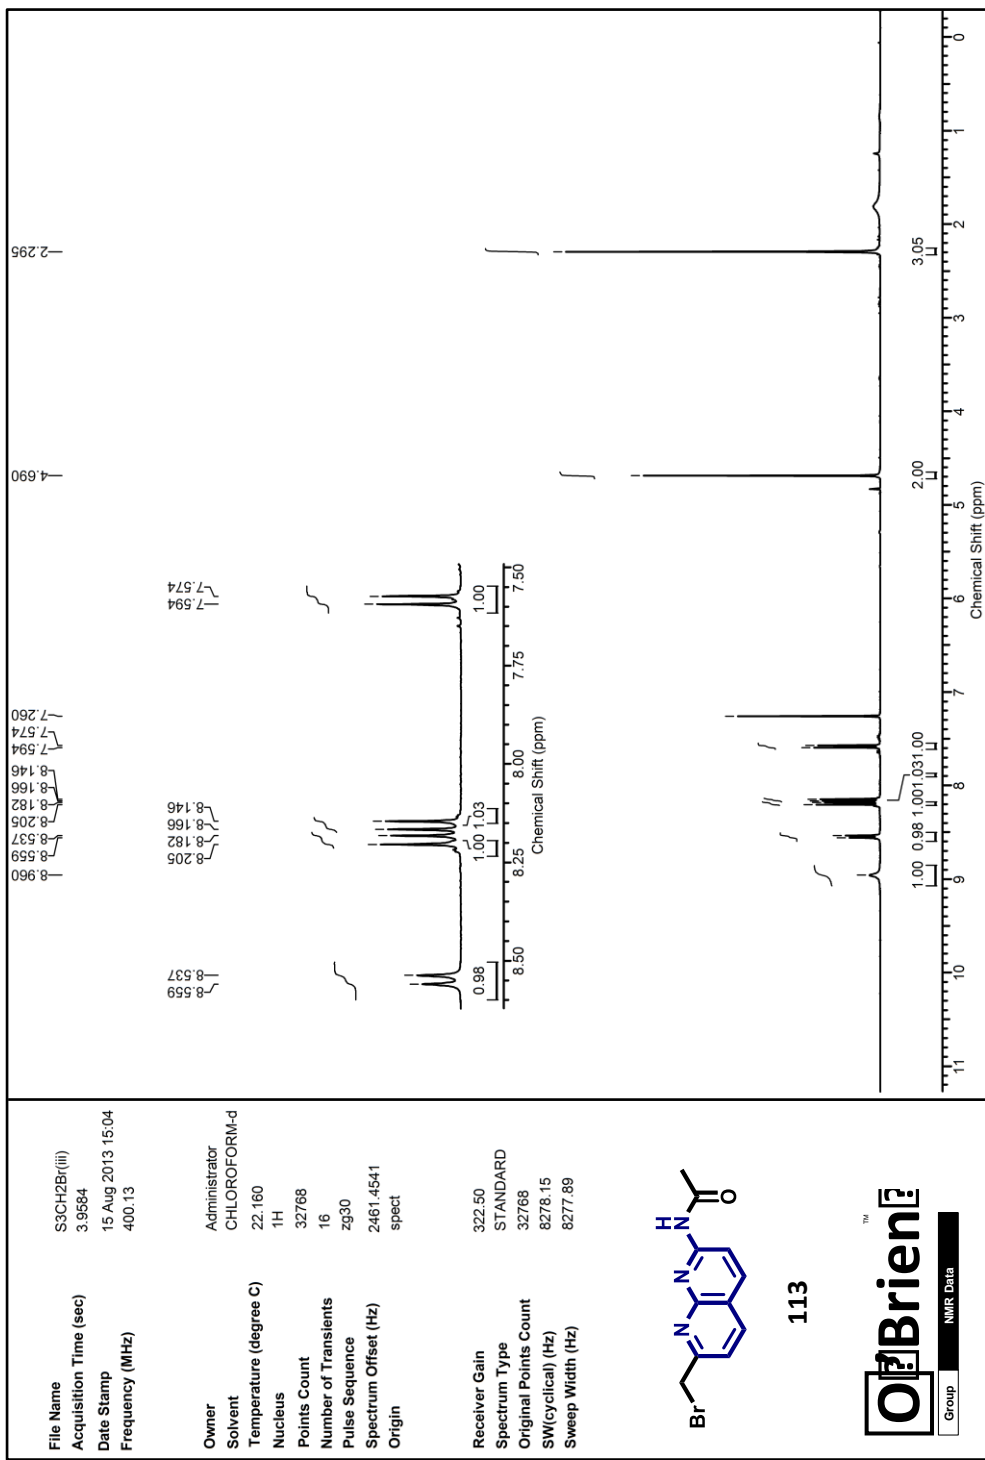 File Name S3CH2Br(iii)
Acquisition Time (sec) 3.9584
Date Stamp 15 Aug 2013 15:04
Frequency (MHz) 400.13
Owner Administrator
Solvent CHLOROFORM-d
Temperature (degree C) 22.160
Nucleus 1H
Points Count 32768
Number of Transients 16
Pulse Sequence zg30
Spectrum Offset (Hz) 2461.4541
Origin spect
Receiver Gain 322.50
Spectrum Type STANDARD
Original Points Count 32768
SW(cyclical) (Hz) 8278.15
Sweep Width (Hz) 8277.89
Br
N
N
H
N
O
113
O'Brien
TM
Group NMR Data
8.960
8.559
8.537
8.205
8.182
8.166
8.146
7.594
7.574
7.260
4.690
2.295
8.559
8.537
8.205
8.182
8.166
8.146
7.594
7.574
0.98 1.00 1.03 1.00
8.50 8.25 8.00 7.75 7.50
Chemical Shift (ppm)
1.00 0.98 1.00 1.03 1.00 2.00 3.05
11 10 9 8 7 6 5 4 3 2 1 0
Chemical Shift (ppm)